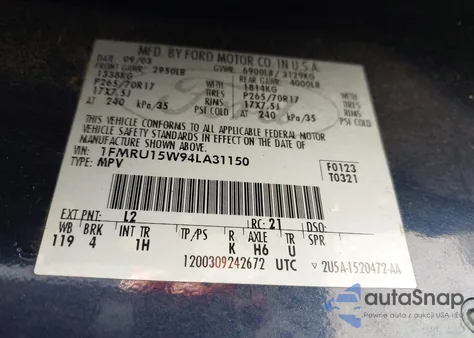 MFD. BY FORD MOTOR CO. IN U.S.A.
DATE: 09/03 GVWR: 6900LB / 3129KG
FRONT GAWR: 2950LB REAR GAWR: 4000LB
1338KG 1814KG
P265/70R17 TIRES P265/70R17 TIRES
17X7.5J RIMS 17X7.5J RIMS
AT 240 kPa/35 PSI COLD AT 240 kPa/35 PSI COLD
THIS VEHICLE CONFORMS TO ALL APPLICABLE FEDERAL MOTOR
VEHICLE SAFETY STANDARDS IN EFFECT ON THE DATE OF
MANUFACTURE SHOWN ABOVE.
VIN: 1FMRU15W94LA31150
TYPE: MPV
F0123
T0321
EXT PNT: L2 RC: 21 DSO:
WB BRK INT TR TP/PS R AXLE TR SPR
119 4 1H K H6 U
1200309242672 UTC
2U5A-1520472-AA
autoSnap
Pewne auto z USA i EU